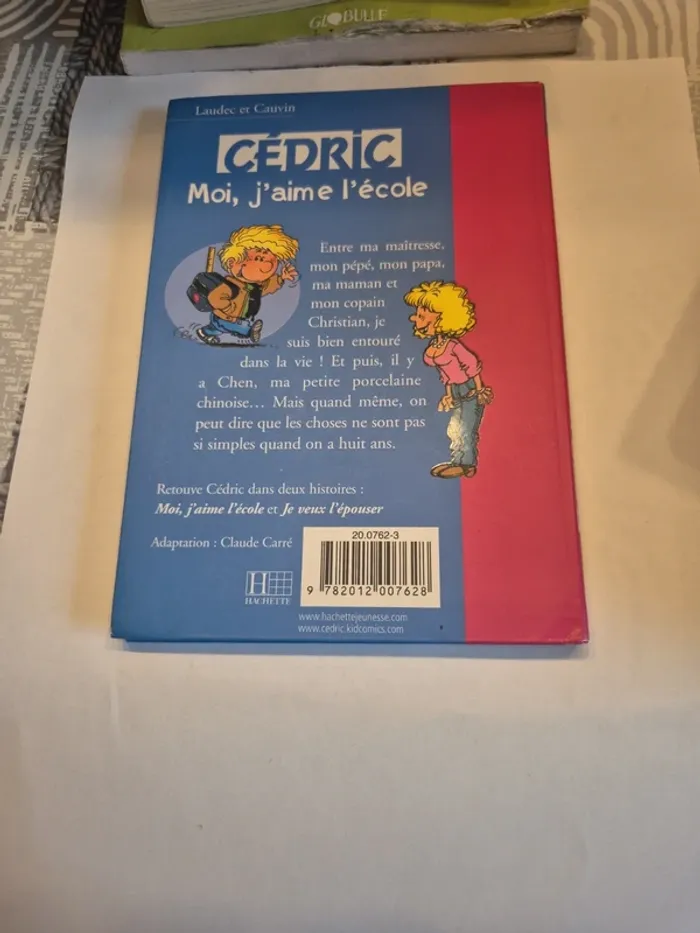 GLOBULLE
Laudec et Cauvin
CÉDRIC
Moi, j'aime l'école
Entre ma maîtresse,
mon pépé, mon papa,
ma maman et
mon copain
Christian, je
suis bien entouré
dans la vie ! Et puis, il y
a Chen, ma petite porcelaine
chinoise... Mais quand même, on
peut dire que les choses ne sont pas
si simples quand on a huit ans.
Retouve Cédric dans deux histoires :
Moi, j'aime l'école et Je veux l'épouser
Adaptation : Claude Carré
20.0762-3
9 782012 007628
H
HACHETTE
www.hachettejeunesse.com
www.cedric.kidcomics.com